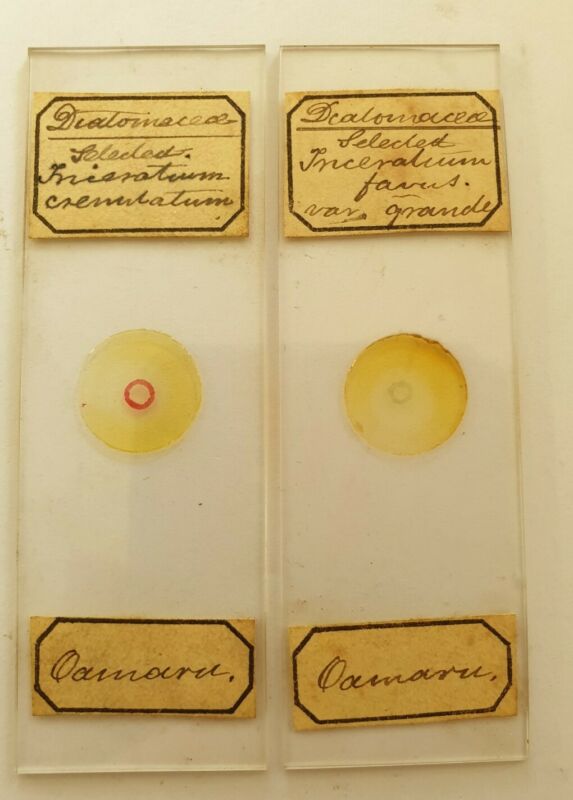 Diatomaceæ
Selected.
Triceratium
crenulatum
Oamaru.
Diatomaceæ
Selected
Triceratium
favus.
var. grande
Oamaru.